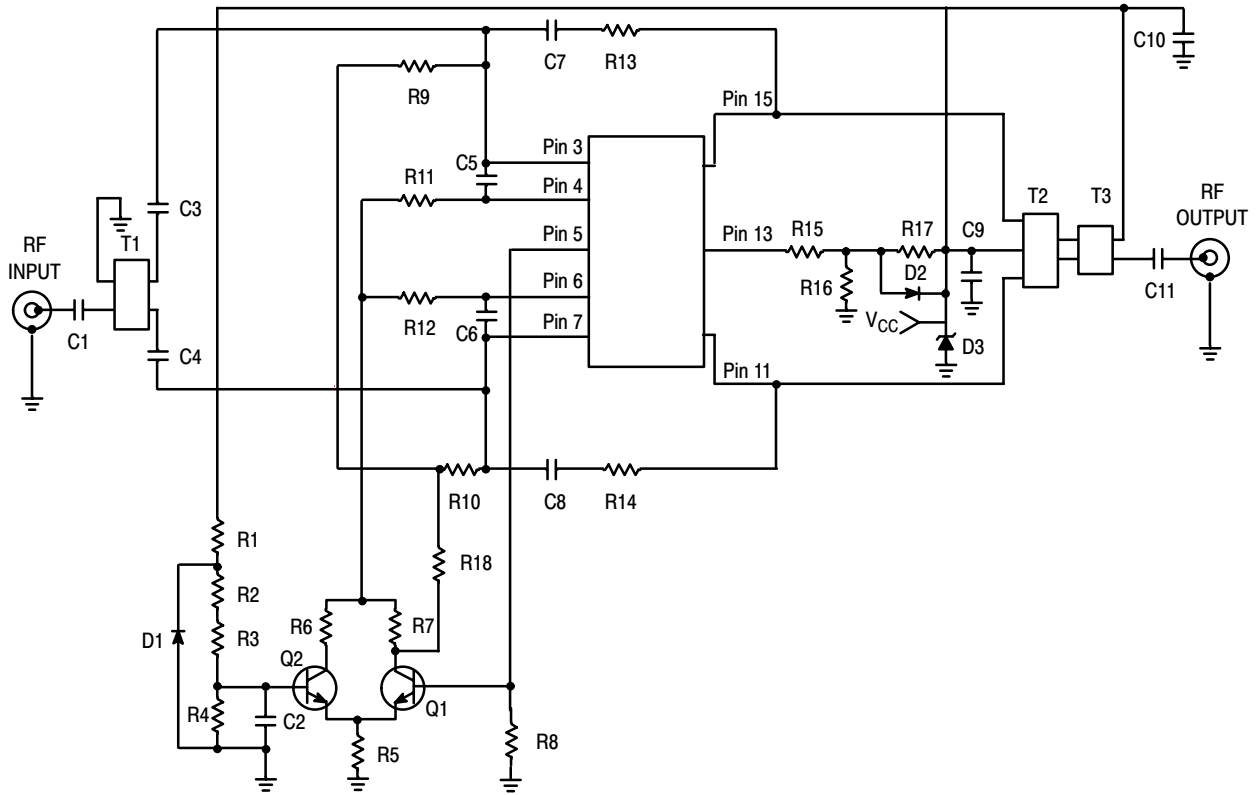 C10
C7
R13
R9
Pin 15
Pin 3
C5
Pin 4
R11
C3
T1
RF
INPUT
C1
Pin 5
Pin 13
R15
R17
C9
T2
T3
RF
OUTPUT
D2
R16
C11
Pin 6
R12
C6
Pin 7
VCC
D3
C4
Pin 11
R10
C8
R14
R1
R18
R2
D1
R3
R6
R7
Q2
Q1
R4
C2
R5
R8